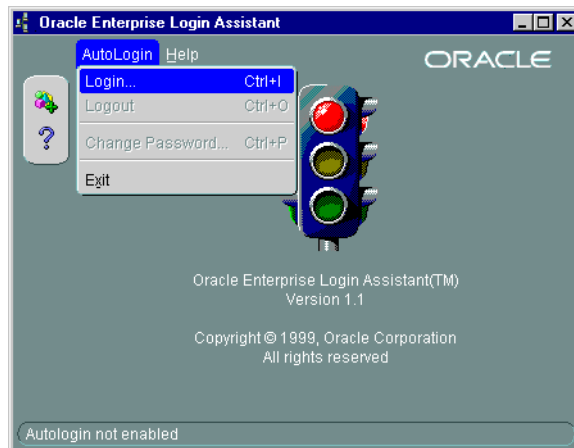 Oracle Enterprise Login Assistant
AutoLogin Help
ORACLE
Login... Ctrl+I
Logout Ctrl+O
Change Password... Ctrl+P
Exit
?
Oracle Enterprise Login Assistant(TM)
Version 1.1
Copyright © 1999, Oracle Corporation
All rights reserved
Autologin not enabled